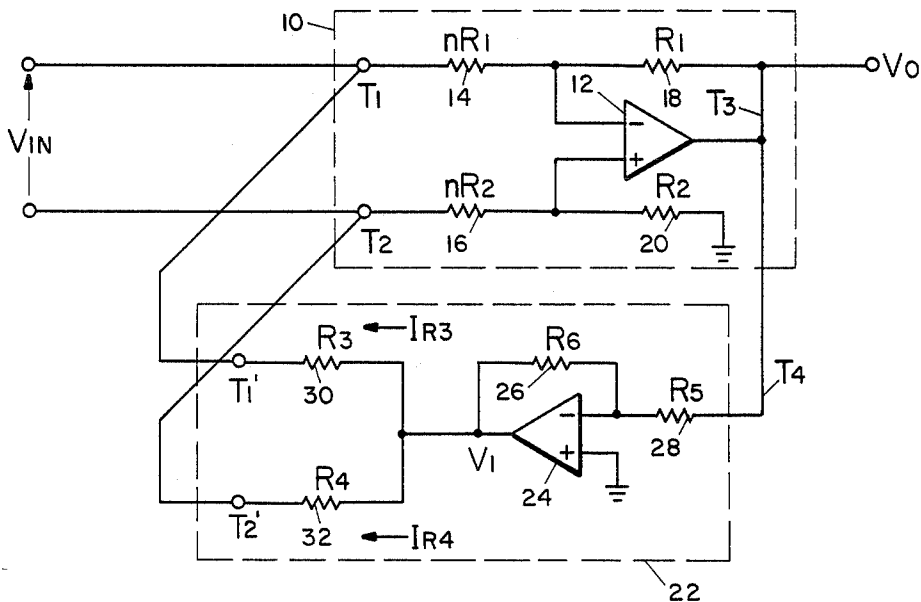 10
nR1
R1
VO
T1
14
12
18
T3
VIN
−
+
nR2
R2
T2
16
20
R3
IR3
R6
T4
T1'
30
26
R5
−
28
V1
+
24
R4
T2'
32
IR4
22